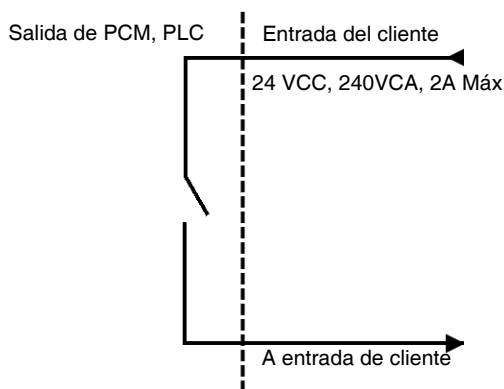 Salida de PCM, PLC
Entrada del cliente
24 VCC, 240VCA, 2A Máx
A entrada de cliente